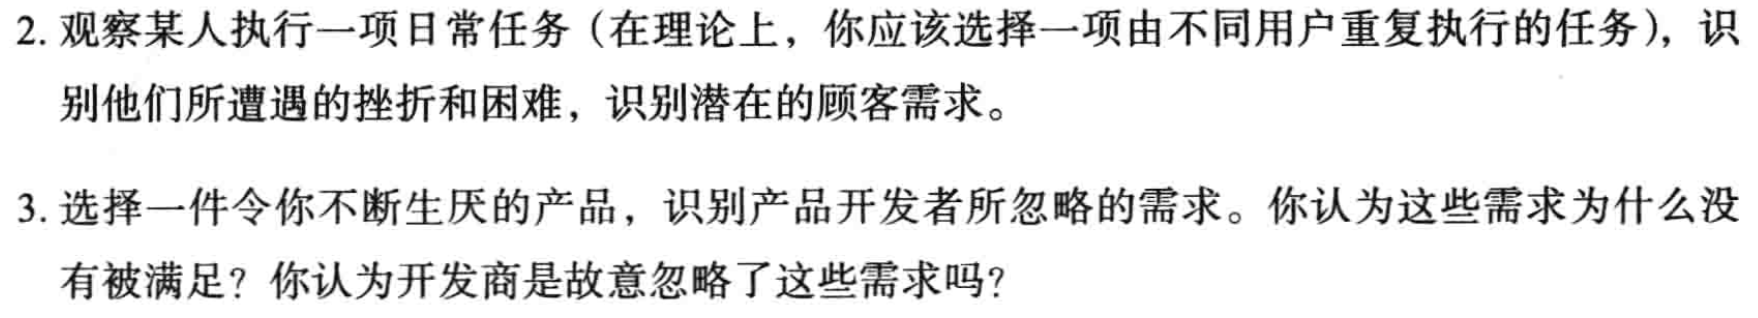 2. 观察某人执行一项日常任务（在理论上，你应该选择一项由不同用户重复执行的任务），识
别他们所遭遇的挫折和困难，识别潜在的顾客需求。
3. 选择一件令你不断生厌的产品，识别产品开发者所忽略的需求。你认为这些需求为什么没
有被满足？你认为开发商是故意忽略了这些需求吗？